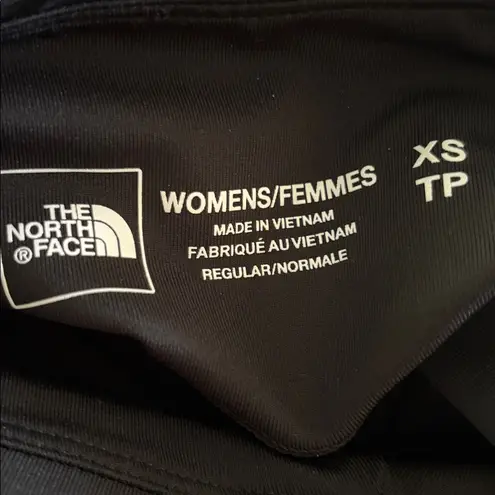 THE
NORTH
FACE
®
WOMENS/FEMMES
MADE IN VIETNAM
FABRIQUÉ AU VIETNAM
REGULAR/NORMALE
XS
TP